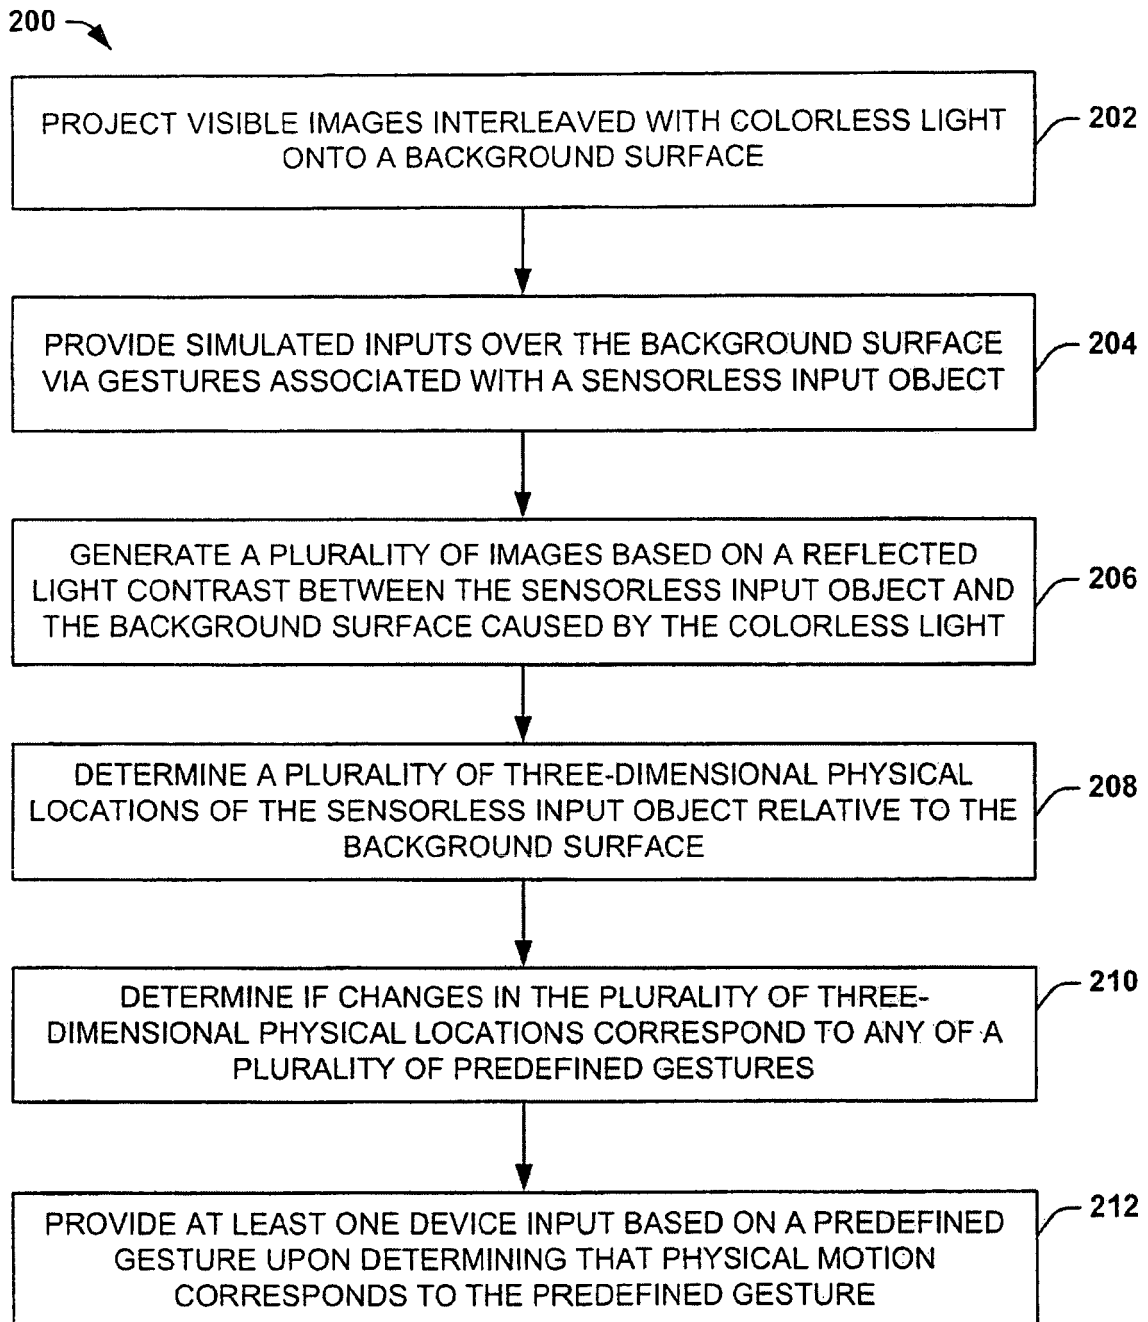 200
PROJECT VISIBLE IMAGES INTERLEAVED WITH COLORLESS LIGHT
ONTO A BACKGROUND SURFACE
202
PROVIDE SIMULATED INPUTS OVER THE BACKGROUND SURFACE
VIA GESTURES ASSOCIATED WITH A SENSORLESS INPUT OBJECT
204
GENERATE A PLURALITY OF IMAGES BASED ON A REFLECTED
LIGHT CONTRAST BETWEEN THE SENSORLESS INPUT OBJECT AND
THE BACKGROUND SURFACE CAUSED BY THE COLORLESS LIGHT
206
DETERMINE A PLURALITY OF THREE-DIMENSIONAL PHYSICAL
LOCATIONS OF THE SENSORLESS INPUT OBJECT RELATIVE TO THE
BACKGROUND SURFACE
208
DETERMINE IF CHANGES IN THE PLURALITY OF THREE-
DIMENSIONAL PHYSICAL LOCATIONS CORRESPOND TO ANY OF A
PLURALITY OF PREDEFINED GESTURES
210
PROVIDE AT LEAST ONE DEVICE INPUT BASED ON A PREDEFINED
GESTURE UPON DETERMINING THAT PHYSICAL MOTION
CORRESPONDS TO THE PREDEFINED GESTURE
212